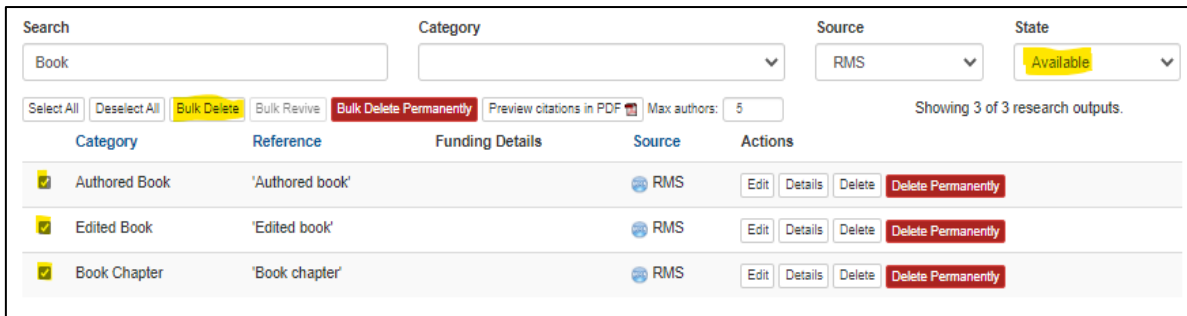 Search Category Source State
Book RMS Available
Select All Deselect All Bulk Delete Bulk Revive Bulk Delete Permanently Preview citations in PDF Max authors: 5 Showing 3 of 3 research outputs.
Category Reference Funding Details Source Actions
Authored Book 'Authored book' RMS Edit Details Delete Delete Permanently
Edited Book 'Edited book' RMS Edit Details Delete Delete Permanently
Book Chapter 'Book chapter' RMS Edit Details Delete Delete Permanently